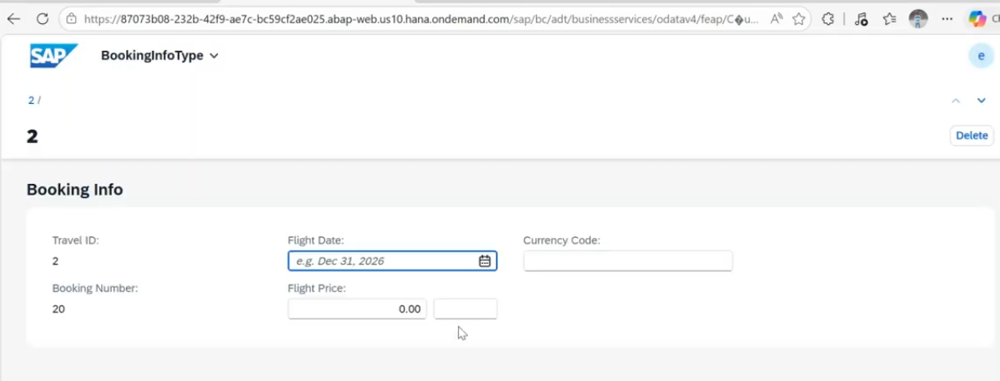 https://87073b08-232b-42f9-ae7c-bc59cf2ae025.abap-web.us10.hana.ondemand.com/sap/bc/adt/businessservices/odatav4/feap/C�u...
SAP BookingInfoType e
2 /
2 Delete
Booking Info
Travel ID: Flight Date: Currency Code:
2 e.g. Dec 31, 2026
Booking Number: Flight Price:
20 0.00